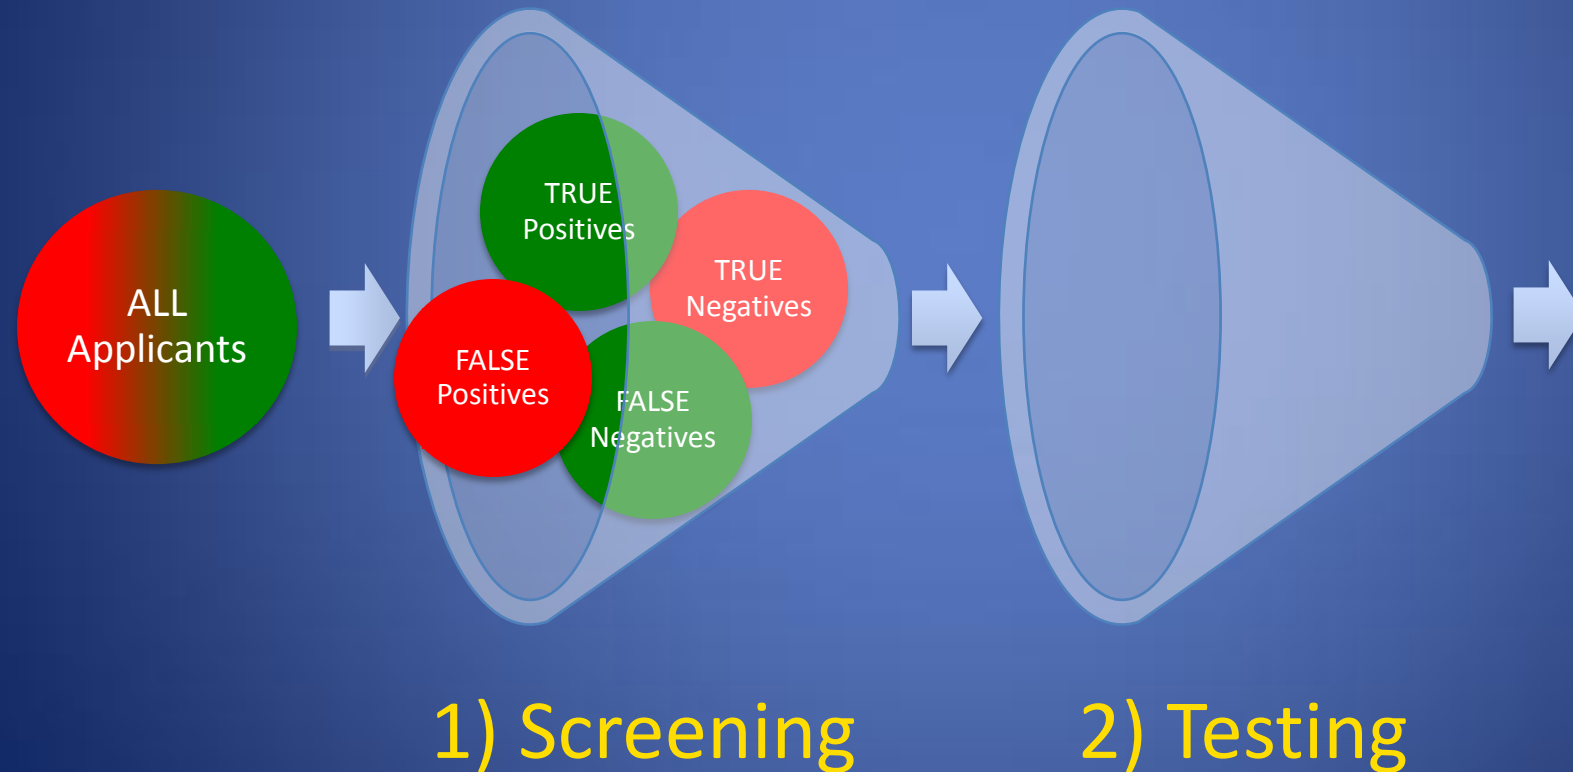 ALL
Applicants
TRUE
Positives
TRUE
Negatives
FALSE
Positives
FALSE
Negatives
1) Screening
2) Testing